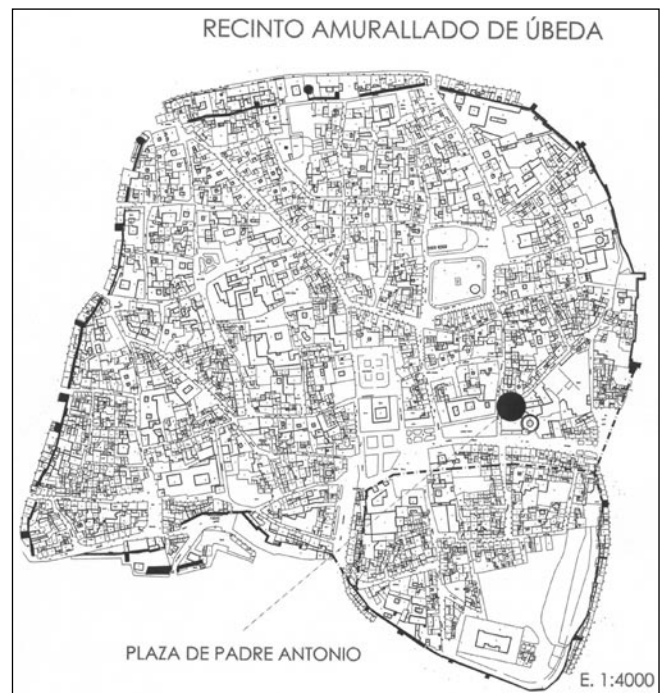 RECINTO AMURALLADO DE ÚBEDA
PLAZA DE PADRE ANTONIO
E. 1:4000